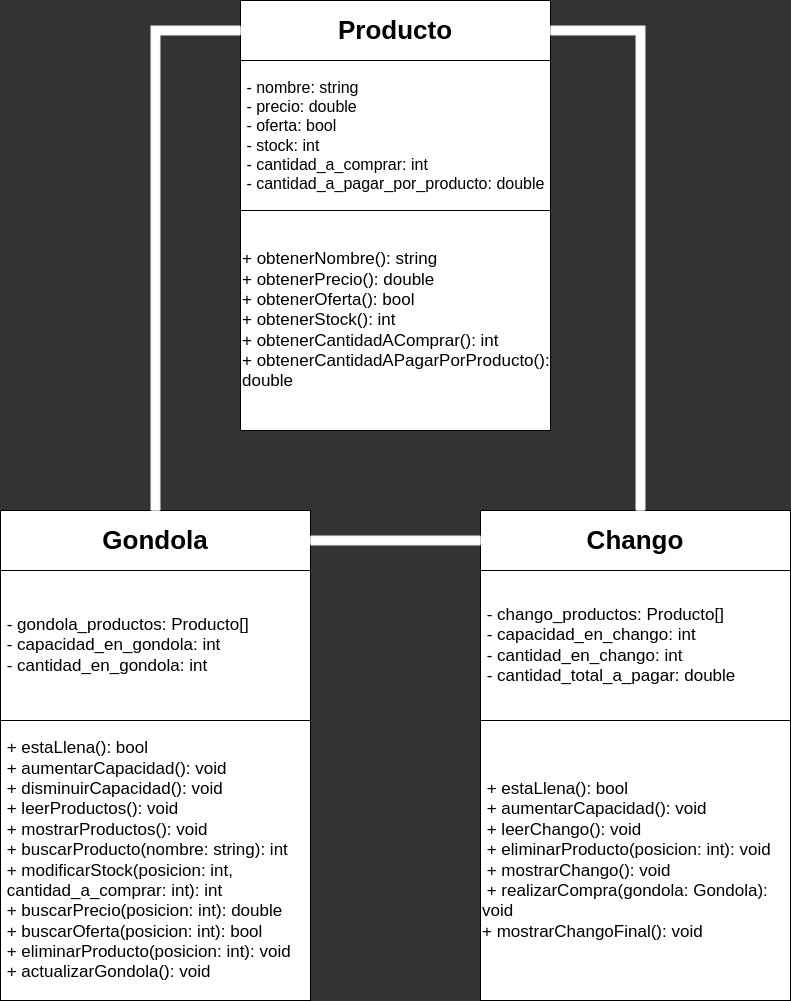 Producto
- nombre: string
- precio: double
- oferta: bool
- stock: int
- cantidad_a_comprar: int
- cantidad_a_pagar_por_producto: double
+ obtenerNombre(): string
+ obtenerPrecio(): double
+ obtenerOferta(): bool
+ obtenerStock(): int
+ obtenerCantidadAComprar(): int
+ obtenerCantidadAPagarPorProducto():
double
Gondola
- gondola_productos: Producto[]
- capacidad_en_gondola: int
- cantidad_en_gondola: int
+ estaLlena(): bool
+ aumentarCapacidad(): void
+ disminuirCapacidad(): void
+ leerProductos(): void
+ mostrarProductos(): void
+ buscarProducto(nombre: string): int
+ modificarStock(posicion: int,
cantidad_a_comprar: int): int
+ buscarPrecio(posicion: int): double
+ buscarOferta(posicion: int): bool
+ eliminarProducto(posicion: int): void
+ actualizarGondola(): void
Chango
- chango_productos: Producto[]
- capacidad_en_chango: int
- cantidad_en_chango: int
- cantidad_total_a_pagar: double
+ estaLlena(): bool
+ aumentarCapacidad(): void
+ leerChango(): void
+ eliminarProducto(posicion: int): void
+ mostrarChango(): void
+ realizarCompra(gondola: Gondola):
void
+ mostrarChangoFinal(): void